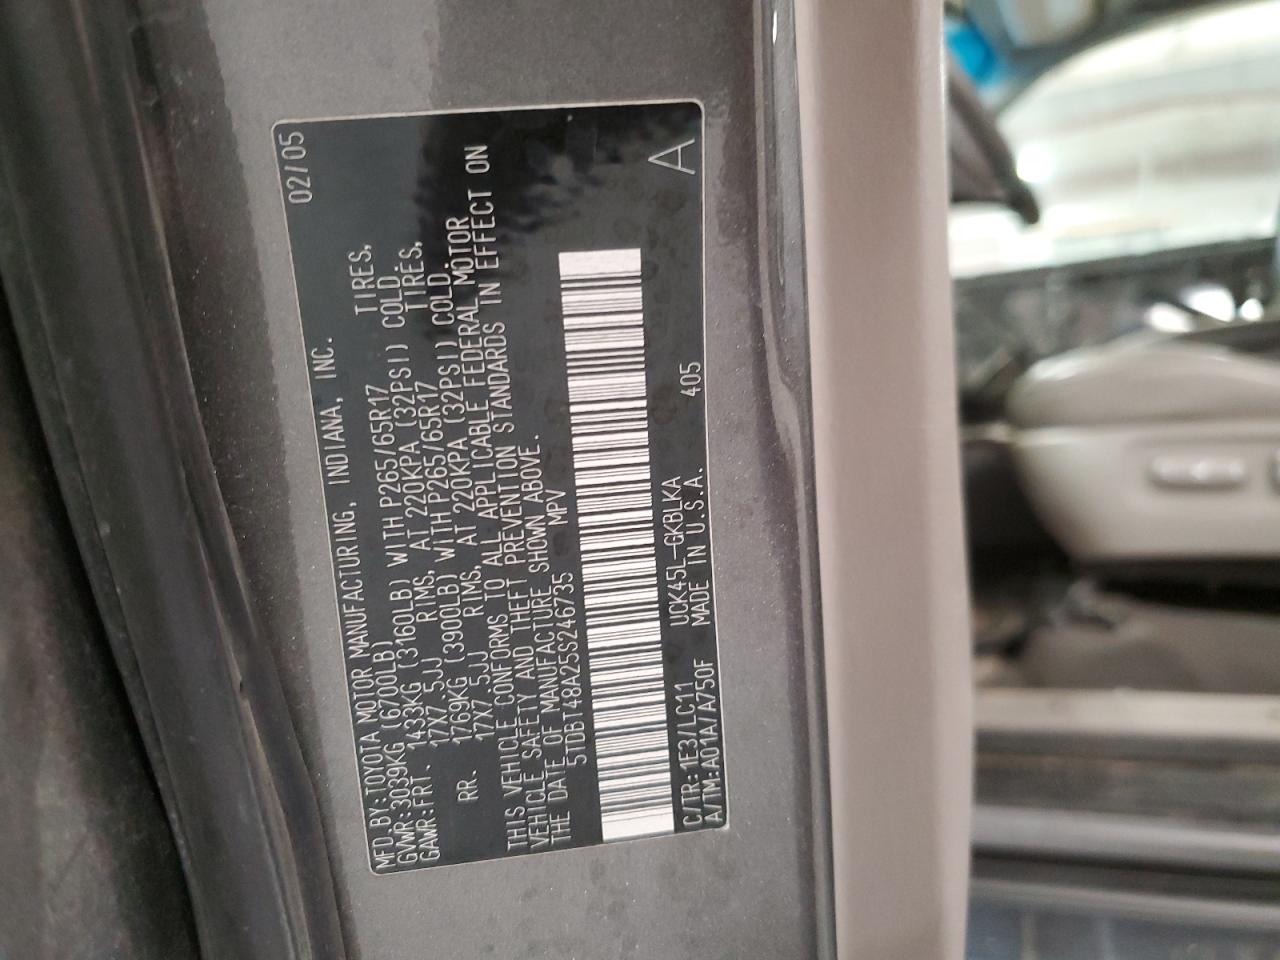 MFD.BY:TOYOTA MOTOR MANUFACTURING, INDIANA, INC. 02/05
GVWR:3039KG (6700LB)
GAWR:FRT. 1433KG (3160LB) WITH P265/65R17 TIRES,
17X7.5JJ RIMS, AT 220KPA (32PSI) COLD.
RR. 1769KG (3900LB) WITH P265/65R17 TIRES,
17X7.5JJ RIMS, AT 220KPA (32PSI) COLD.
THIS VEHICLE CONFORMS TO ALL APPLICABLE FEDERAL MOTOR
VEHICLE SAFETY AND THEFT PREVENTION STANDARDS IN EFFECT ON
THE DATE OF MANUFACTURE SHOWN ABOVE.
5TDBT48A25S246735 MPV
C/TR:1E3/LC11 UCK45L-GKBLKA
A/TM:A01A/A750F MADE IN U.S.A. 405 A